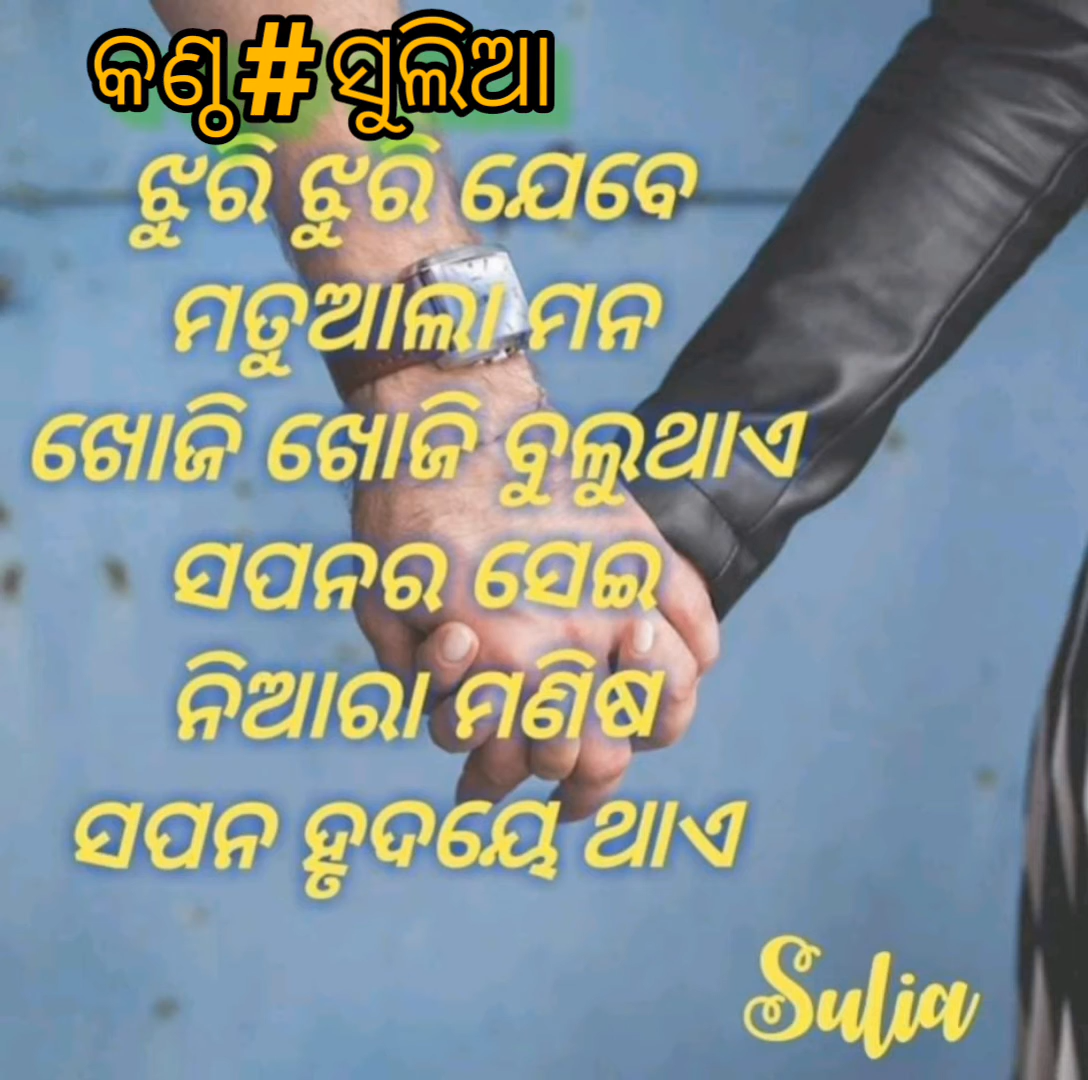 କଣ୍ଠ#ସୁଲିଆ
ଝୁରି ଝୁରି ଯେବେ
ମତୁଆଲା ମନ
ଖୋଜି ଖୋଜି ବୁଲୁଥାଏ
ସପନର ସେଇ
ନିଆରା ମଣିଷ
ସପନ ହୃଦୟେ ଥାଏ
Sulia